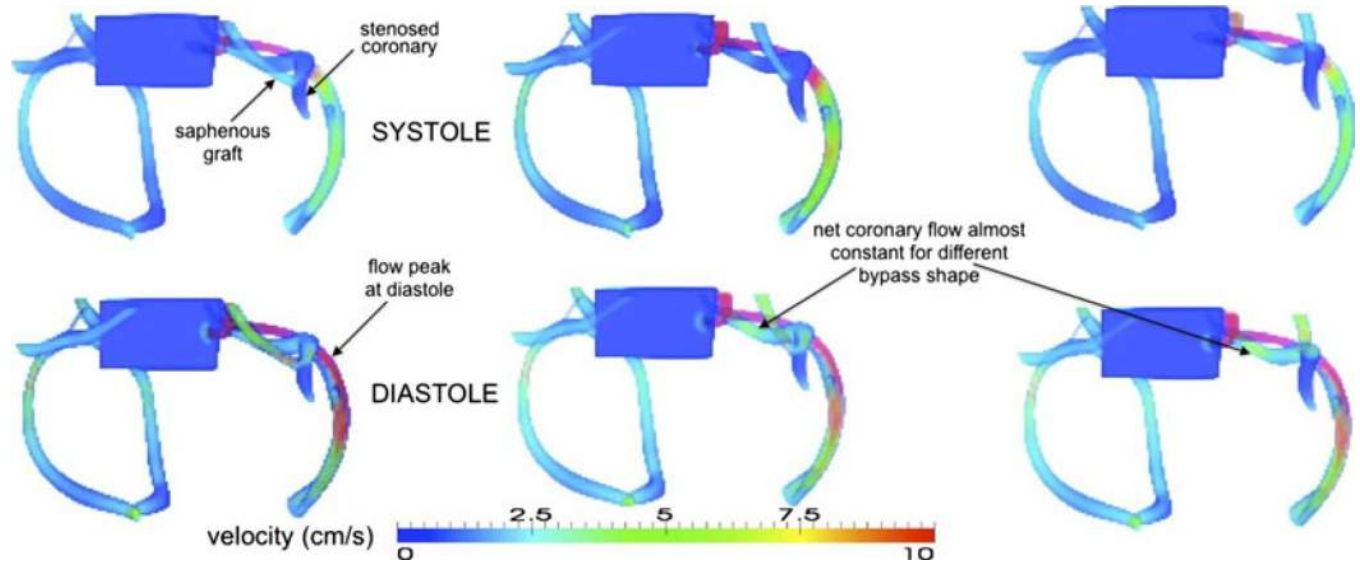 stenosed
coronary
saphenous
graft
SYSTOLE
net coronary flow almost
constant for different
bypass shape
flow peak
at diastole
DIASTOLE
velocity (cm/s)
2.5 5 7.5
0 10